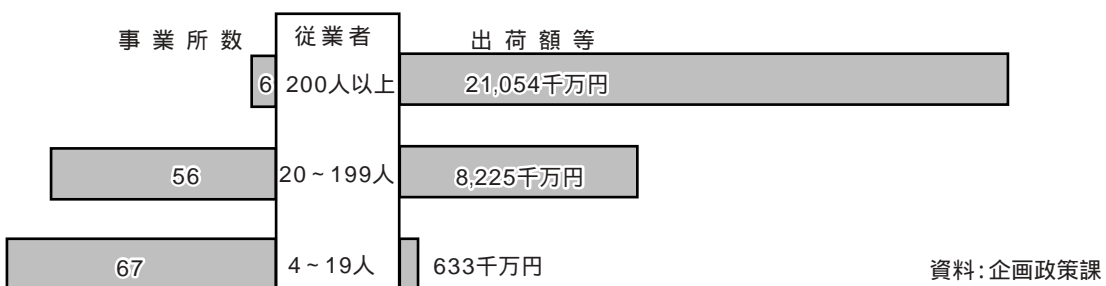 事業所数 従業者 出荷額等
6 200人以上 21,054千万円
56 20~199人 8,225千万円
67 4~19人 633千万円
資料:企画政策課